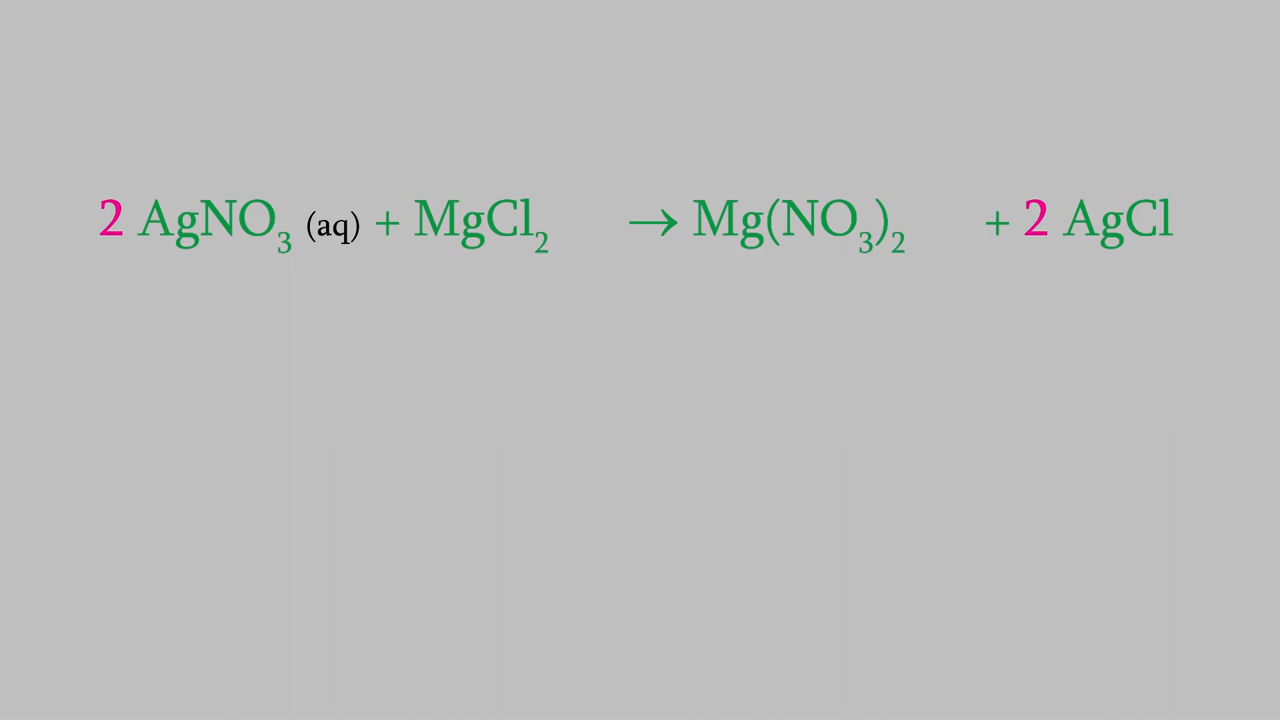 2 AgNO₃ (aq) + MgCl₂ → Mg(NO₃)₂ + 2 AgCl